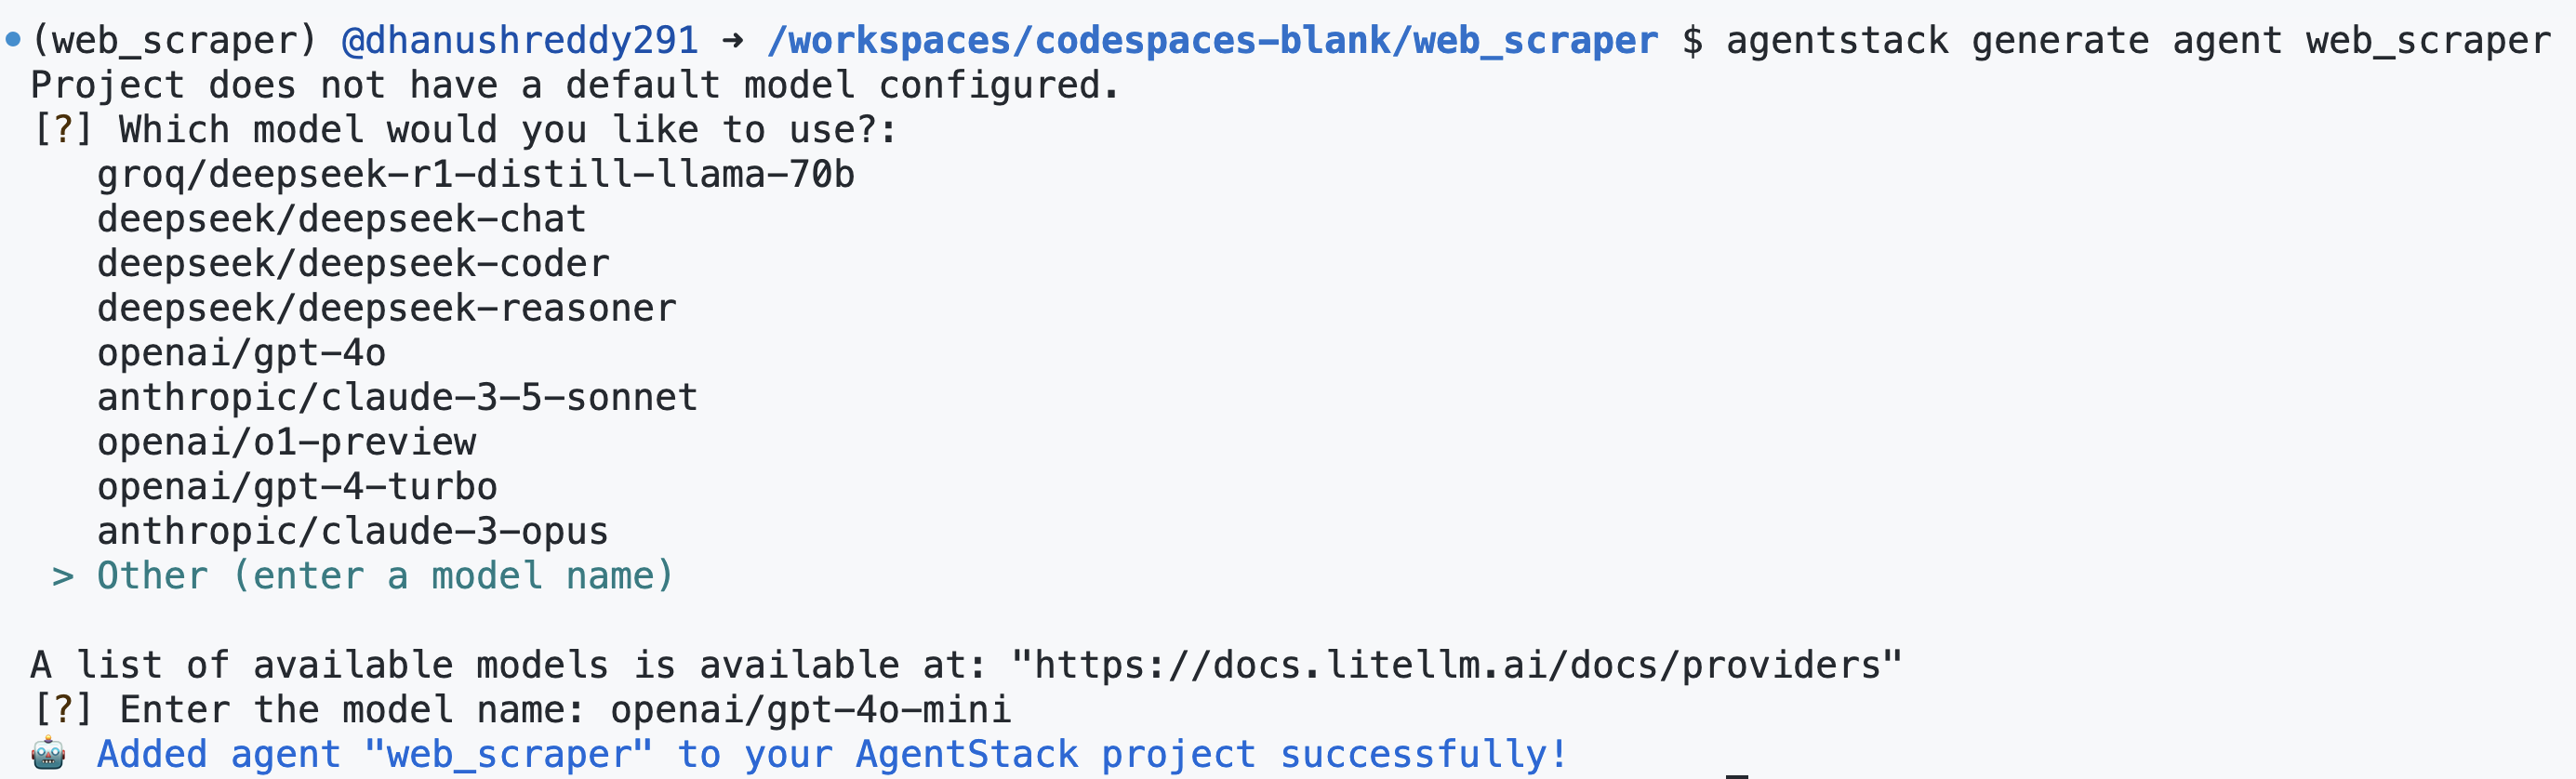 (web_scraper) @dhanushreddy291 ➜ /workspaces/codespaces-blank/web_scraper $ agentstack generate agent web_scraper
Project does not have a default model configured.
[?] Which model would you like to use?:
groq/deepseek-r1-distill-llama-70b
deepseek/deepseek-chat
deepseek/deepseek-coder
deepseek/deepseek-reasoner
openai/gpt-4o
anthropic/claude-3-5-sonnet
openai/o1-preview
openai/gpt-4-turbo
anthropic/claude-3-opus
> Other (enter a model name)
A list of available models is available at: "https://docs.litellm.ai/docs/providers"
[?] Enter the model name: openai/gpt-4o-mini
🤖 Added agent "web_scraper" to your AgentStack project successfully!